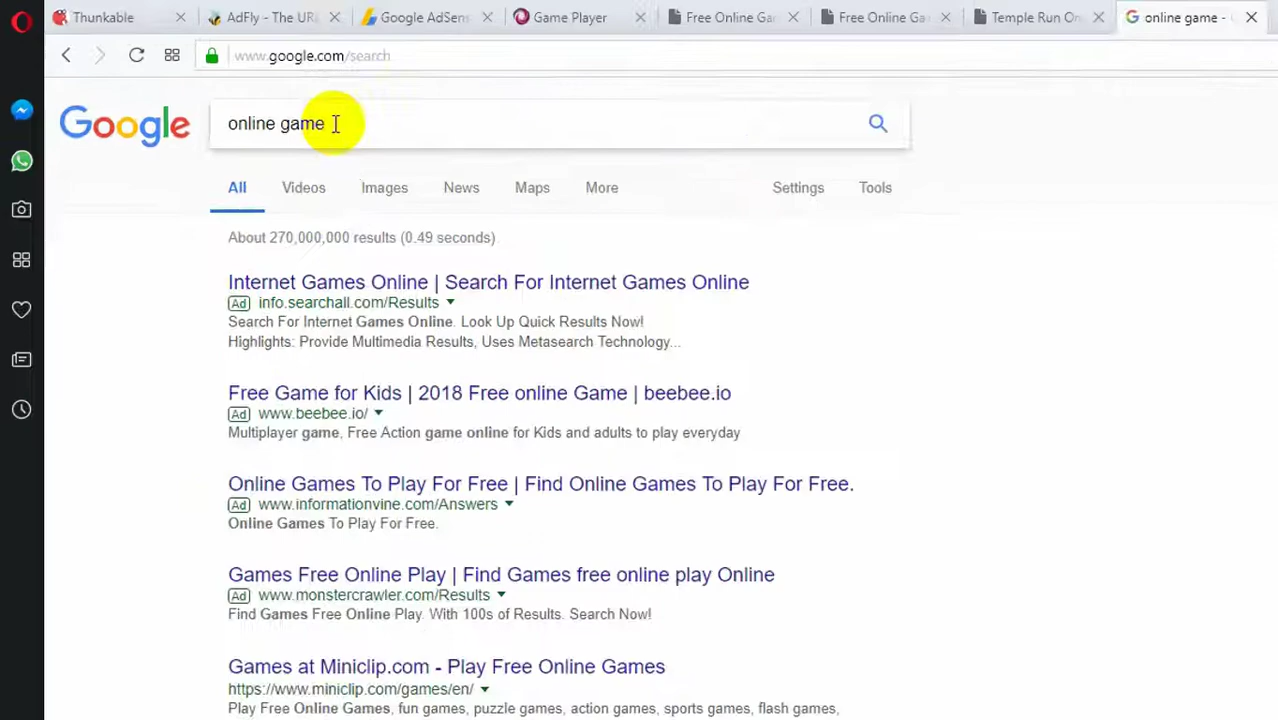 Thunkable
AdFly - The UR
Google AdSen
Game Player
Free Online Ga
Free Online Ga
Temple Run On
online game -
www.google.com/search
Google
online game
All Videos Images News Maps More Settings Tools
About 270,000,000 results (0.49 seconds)
Internet Games Online | Search For Internet Games Online
Ad info.searchall.com/Results
Search For Internet Games Online. Look Up Quick Results Now!
Highlights: Provide Multimedia Results, Uses Metasearch Technology...
Free Game for Kids | 2018 Free online Game | beebee.io
Ad www.beebee.io/
Multiplayer game, Free Action game online for Kids and adults to play everyday
Online Games To Play For Free | Find Online Games To Play For Free.
Ad www.informationvine.com/Answers
Online Games To Play For Free.
Games Free Online Play | Find Games free online play Online
Ad www.monstercrawler.com/Results
Find Games Free Online Play. With 100s of Results. Search Now!
Games at Miniclip.com - Play Free Online Games
https://www.miniclip.com/games/en/
Play Free Online Games, fun games, puzzle games, action games, sports games, flash games,